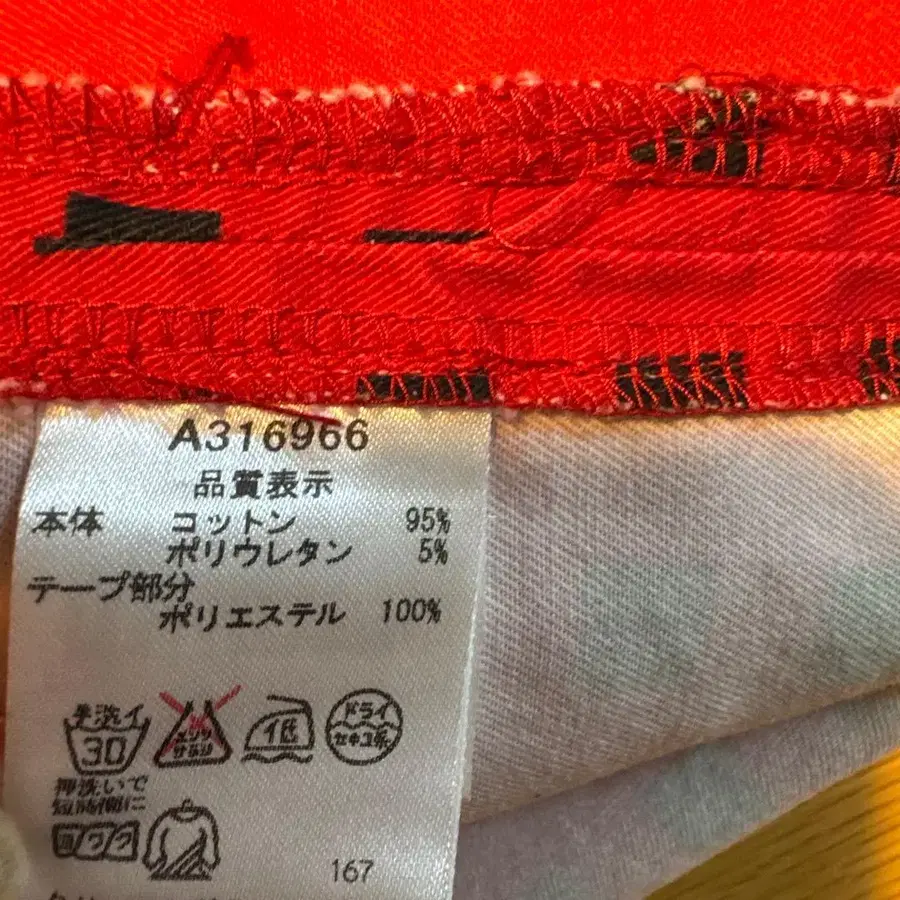 A316966
品質表示
本体 コットン 95%
ポリウレタン 5%
テープ部分
ポリエステル 100%
手洗イ
30
エンソ
サラシ
低
ドライ
セキユ系
押洗いで
短時間に
167